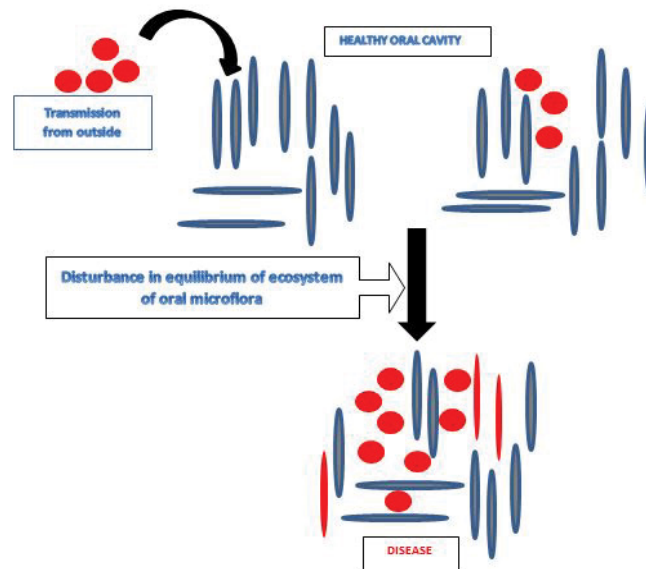 HEALTHY ORAL CAVITY
Transmission
from outside
Disturbance in equilibrium of ecosystem
of oral microflora
DISEASE